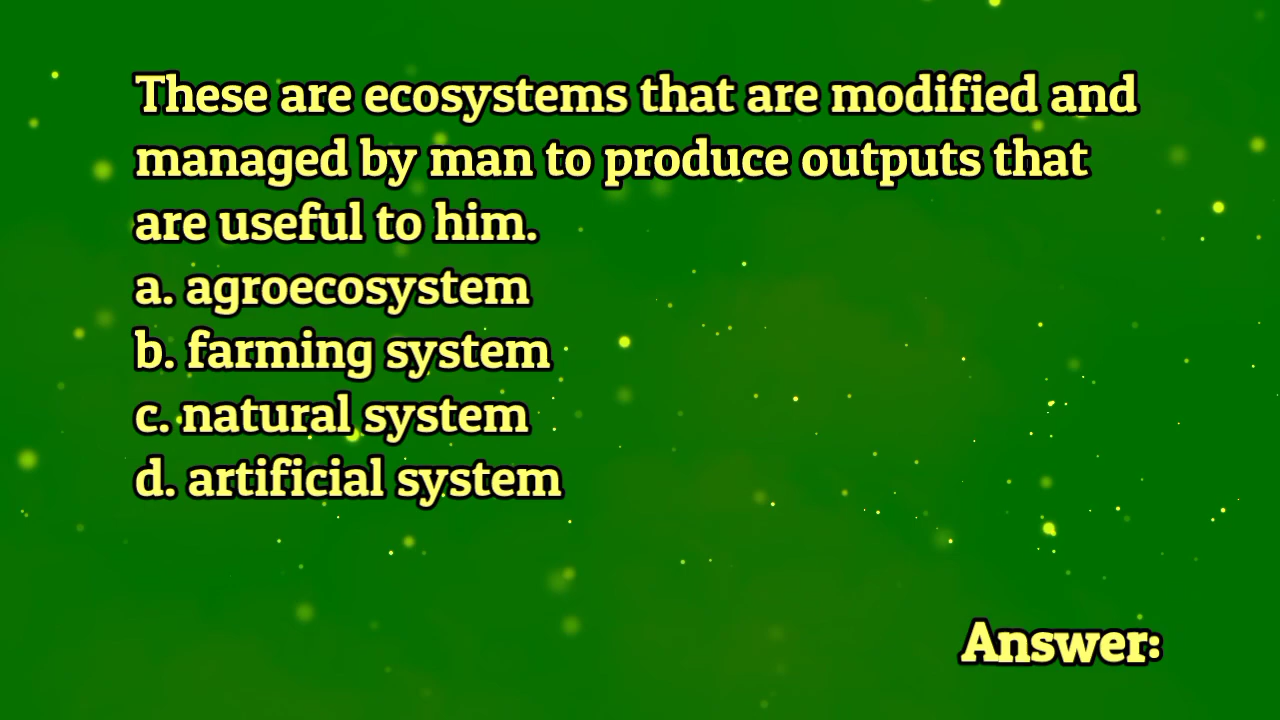 These are ecosystems that are modified and
managed by man to produce outputs that
are useful to him.
a. agroecosystem
b. farming system
c. natural system
d. artificial system
Answer: